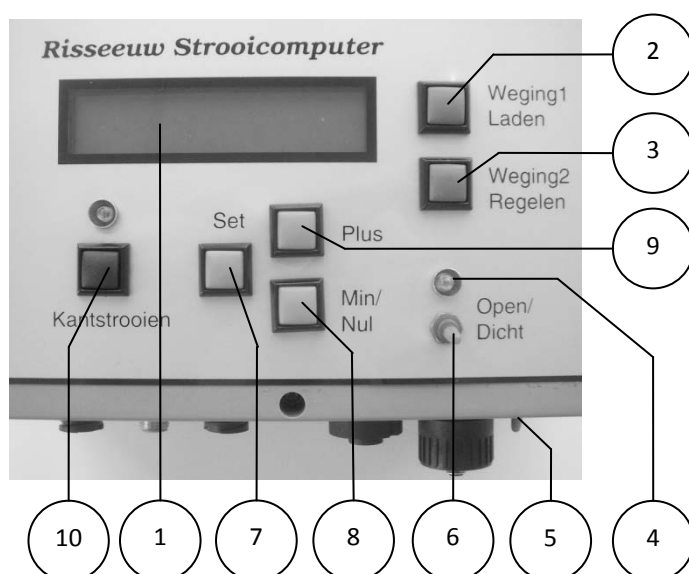 Risseeuw Strooicomputer
2
Weging1
Laden
3
Weging2
Regelen
Set
Plus
9
Min/
Nul
Open/
Dicht
Kantstrooien
10
1
7
8
6
5
4